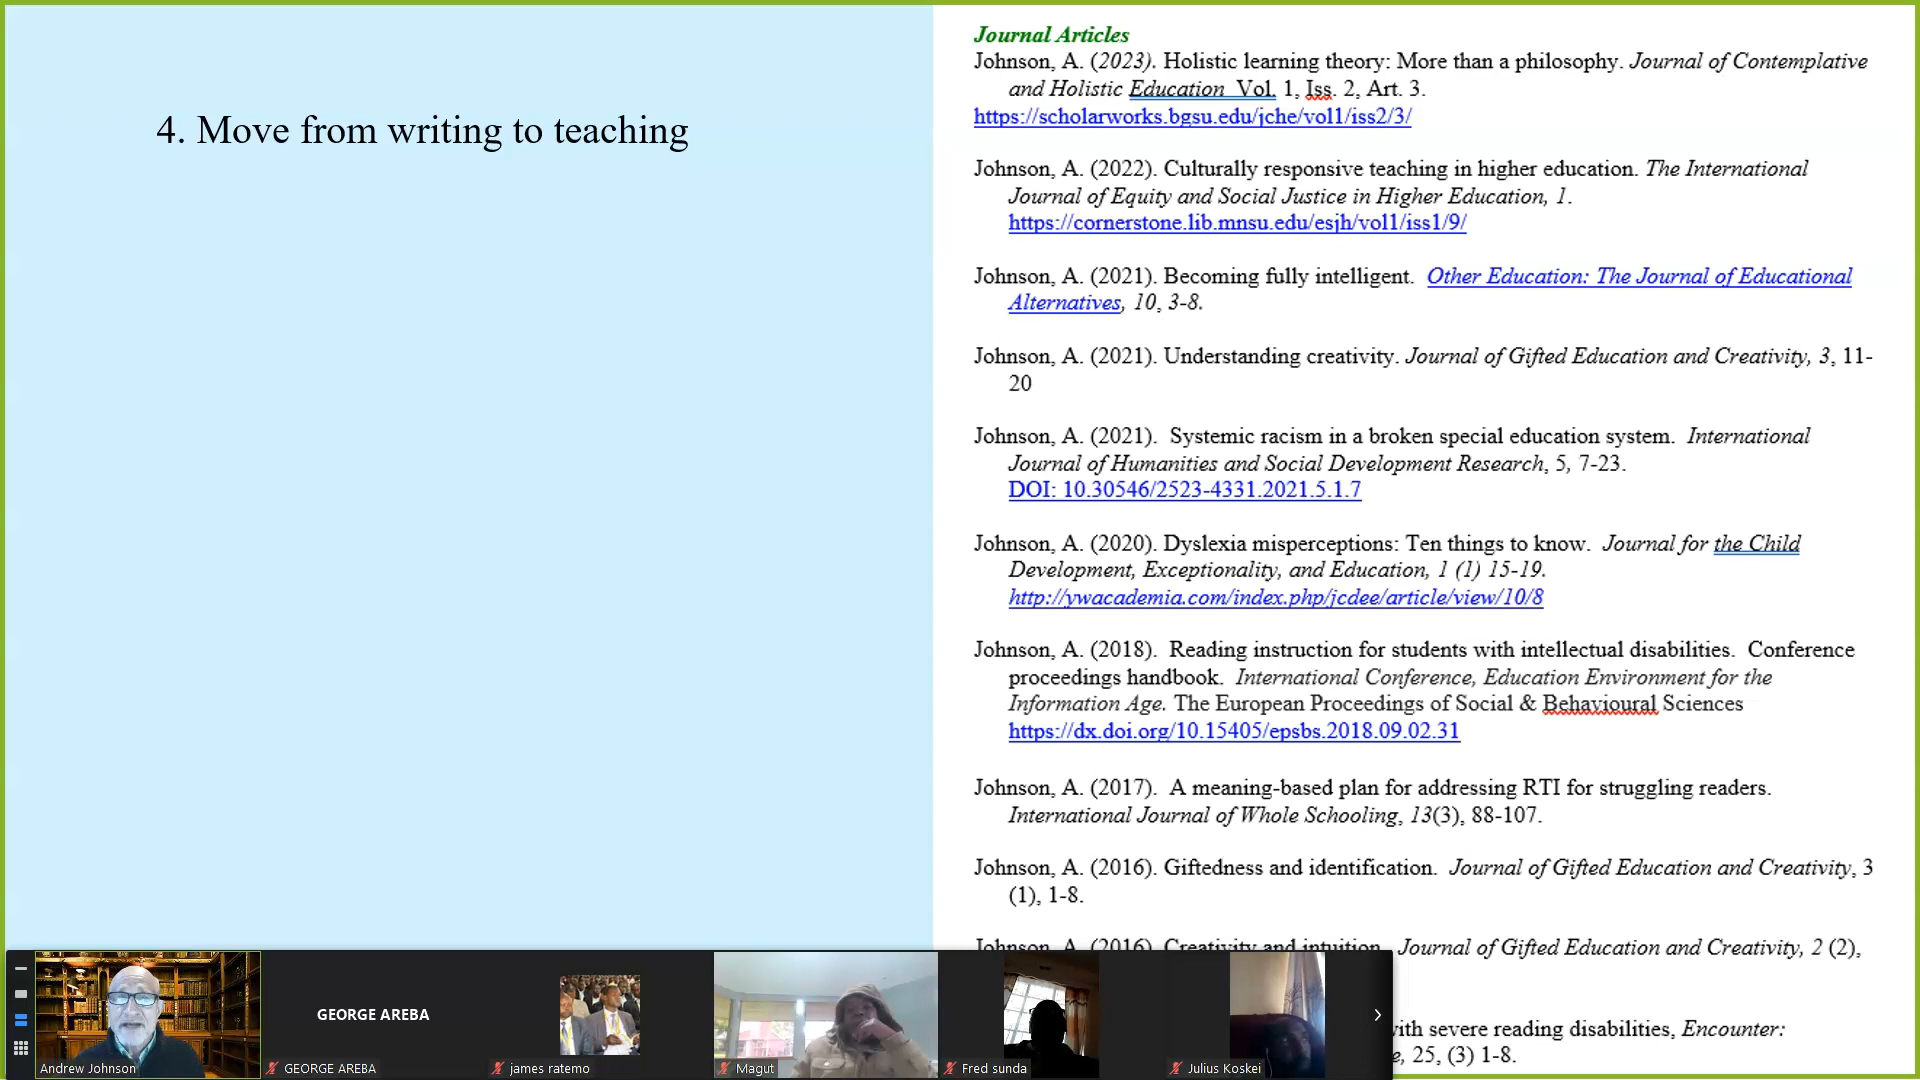 4. Move from writing to teaching
Journal Articles
Johnson, A. (2023). Holistic learning theory: More than a philosophy. Journal of Contemplative
and Holistic Education Vol. 1, Iss. 2, Art. 3.
https://scholarworks.bgsu.edu/jche/vol1/iss2/3/
Johnson, A. (2022). Culturally responsive teaching in higher education. The International
Journal of Equity and Social Justice in Higher Education, 1.
https://cornerstone.lib.mnsu.edu/esjh/vol1/iss1/9/
Johnson, A. (2021). Becoming fully intelligent. Other Education: The Journal of Educational
Alternatives, 10, 3-8.
Johnson, A. (2021). Understanding creativity. Journal of Gifted Education and Creativity, 3, 11-
20
Johnson, A. (2021). Systemic racism in a broken special education system. International
Journal of Humanities and Social Development Research, 5, 7-23.
DOI: 10.30546/2523-4331.2021.5.1.7
Johnson, A. (2020). Dyslexia misperceptions: Ten things to know. Journal for the Child
Development, Exceptionality, and Education, 1 (1) 15-19.
http://ywacademia.com/index.php/jcdee/article/view/10/8
Johnson, A. (2018). Reading instruction for students with intellectual disabilities. Conference
proceedings handbook. International Conference, Education Environment for the
Information Age. The European Proceedings of Social & Behavioural Sciences
https://dx.doi.org/10.15405/epsbs.2018.09.02.31
Johnson, A. (2017). A meaning-based plan for addressing RTI for struggling readers.
International Journal of Whole Schooling, 13(3), 88-107.
Johnson, A. (2016). Giftedness and identification. Journal of Gifted Education and Creativity, 3
(1), 1-8.
Johnson, A. (2016). Creativity and intuition. Journal of Gifted Education and Creativity, 2 (2),
with severe reading disabilities, Encounter:
25, (3) 1-8.
GEORGE AREBA
Andrew Johnson
GEORGE AREBA
james ratemo
Magut
Fred sunda
Julius Koskei